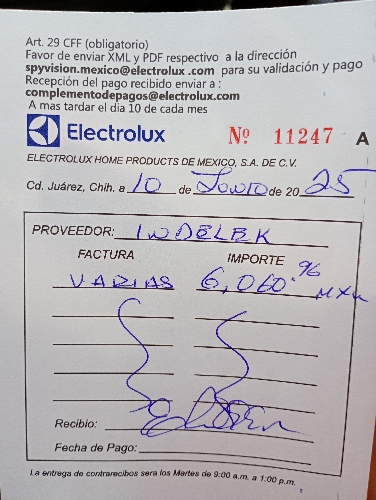 Art. 29 CFF (obligatorio)
Favor de enviar XML y PDF respectivo a la dirección
spyvision.mexico@electrolux .com para su validación y pago
Recepción del pago recibido enviar a :
complementodepagos@electrolux.com
A mas tardar el dia 10 de cada mes
Electrolux Nº 11247 A
ELECTROLUX HOME PRODUCTS DE MEXICO, S.A. DE C.V.
Cd. Juárez, Chih. a 10 de Junio de 2025
PROVEEDOR: INDELEK
FACTURA IMPORTE
VARIAS 6,060.96 MXN
Recibio:
Fecha de Pago:
La entrega de contrarecibos sera los Martes de 9:00 a.m. a 1:00 p.m.